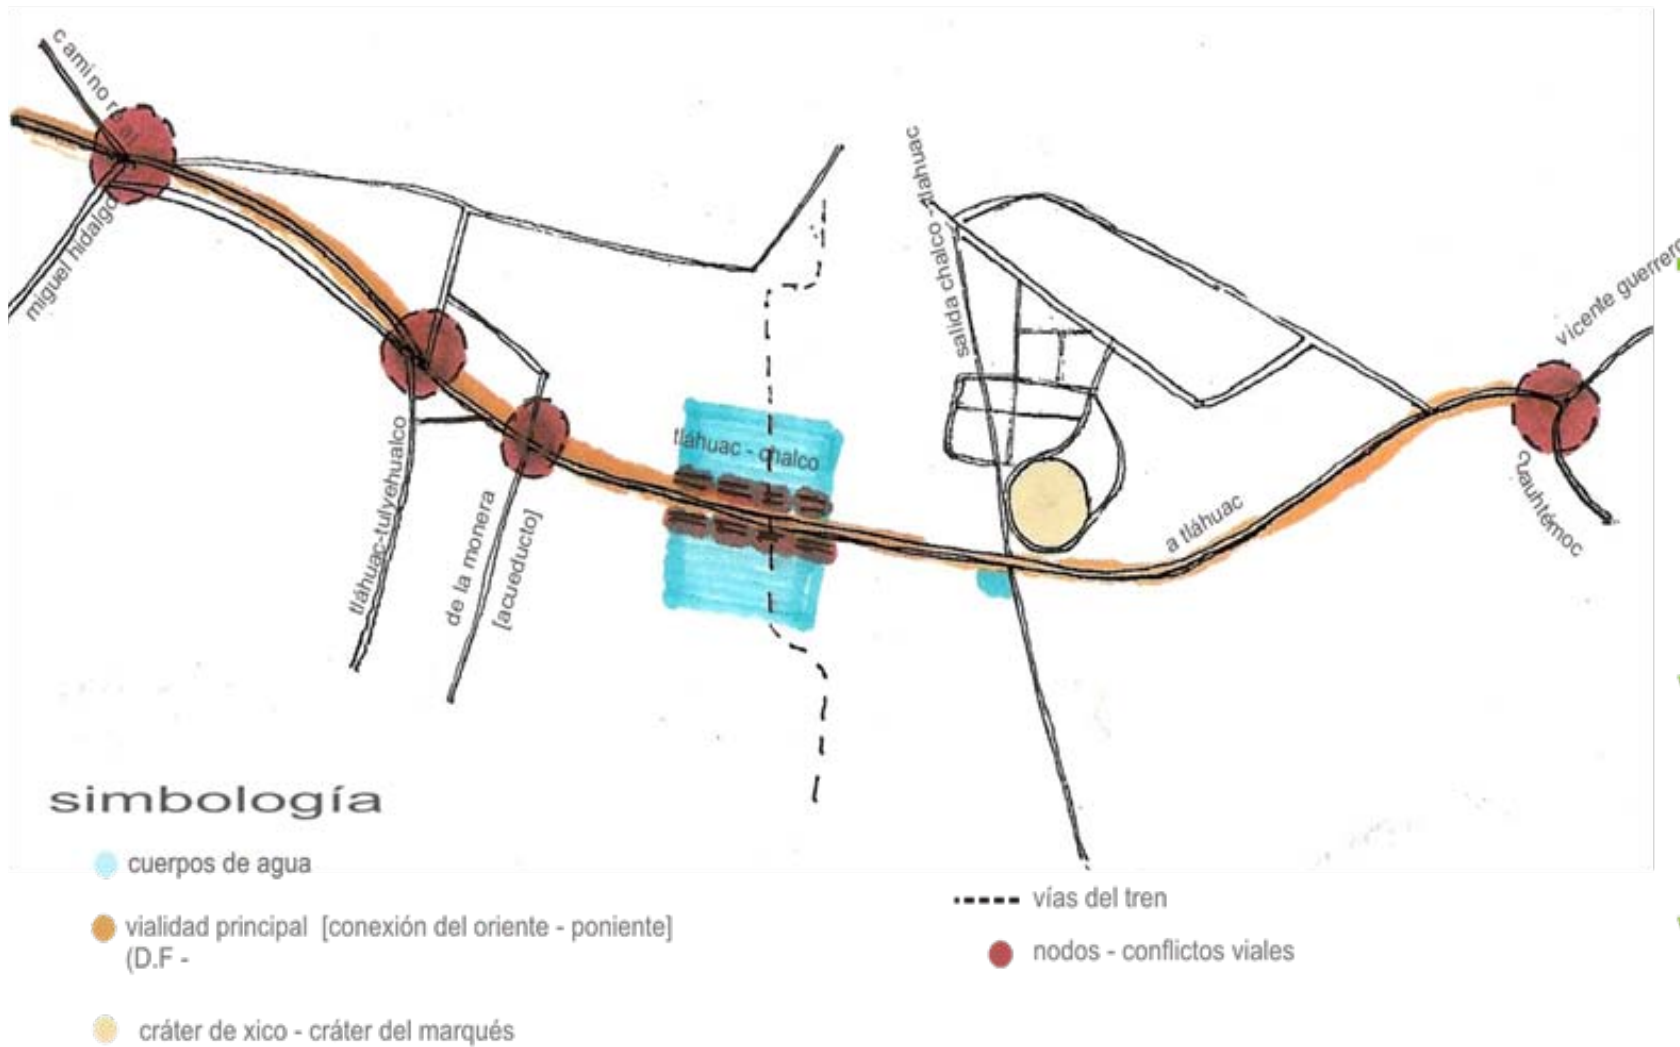 camino real
miguel hidalgo
tláhuac-tulyehualco
de la monera
[acueducto]
tláhuac - chalco
salida chalco - tlahuac
a tláhuac
vicente guerrero
cuauhtémoc
simbología
cuerpos de agua
vialidad principal [conexión del oriente - poniente]
(D.F -
cráter de xico - cráter del marqués
vías del tren
nodos - conflictos viales